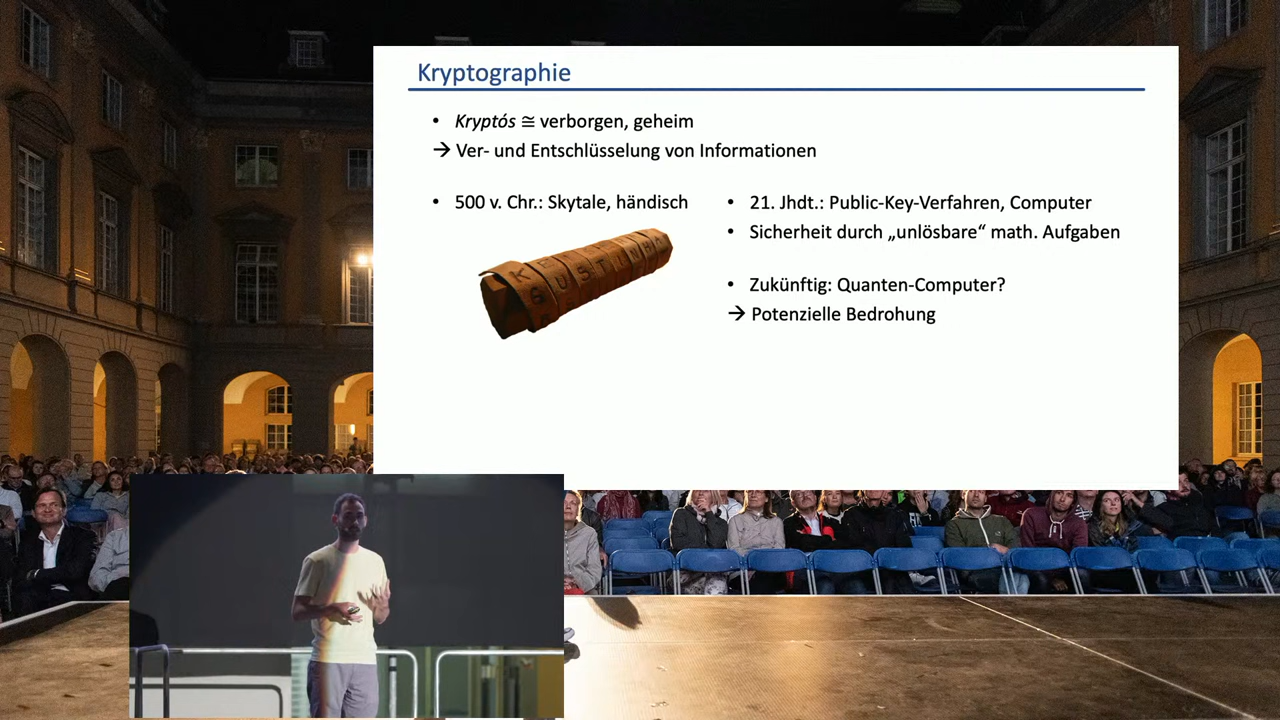 Kryptographie
• Kryptós ≅ verborgen, geheim
→ Ver- und Entschlüsselung von Informationen
• 500 v. Chr.: Skytale, händisch
• 21. Jhdt.: Public-Key-Verfahren, Computer
• Sicherheit durch „unlösbare“ math. Aufgaben
• Zukünftig: Quanten-Computer?
→ Potenzielle Bedrohung